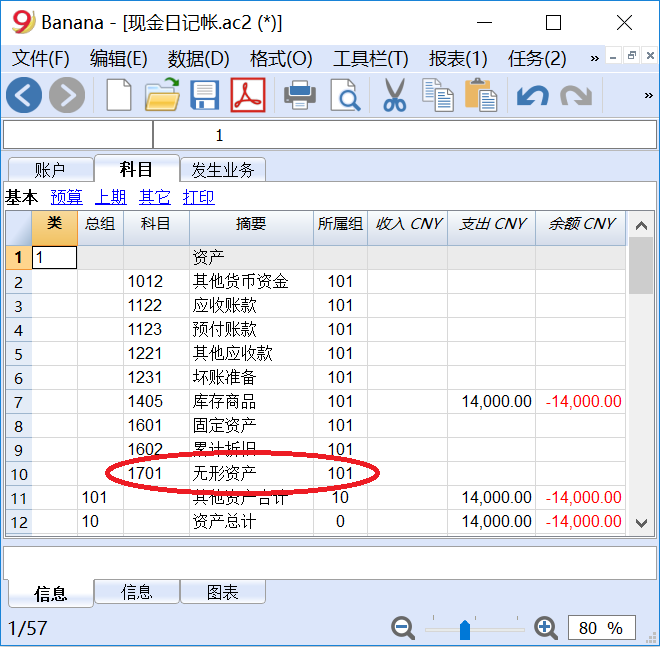 Banana - [现金日记帐.ac2 (*)]
文件(F) 编辑(E) 数据(D) 格式(O) 工具栏(T) 报表(1) 任务(2) »
»
1
账户 科目 发生业务
基本 预算 上期 其它 打印
类 总组 科目 摘要 所属组 收入 CNY 支出 CNY 余额 CNY
1 1 资产
2 1012 其他货币资金 101
3 1122 应收账款 101
4 1123 预付账款 101
5 1221 其他应收款 101
6 1231 坏账准备 101
7 1405 库存商品 101 14,000.00 -14,000.00
8 1601 固定资产 101
9 1602 累计折旧 101
10 1701 无形资产 101
11 101 其他资产合计 10 14,000.00 -14,000.00
12 10 资产总计 0 14,000.00 -14,000.00
信息 信息 图表
1/57 80 %